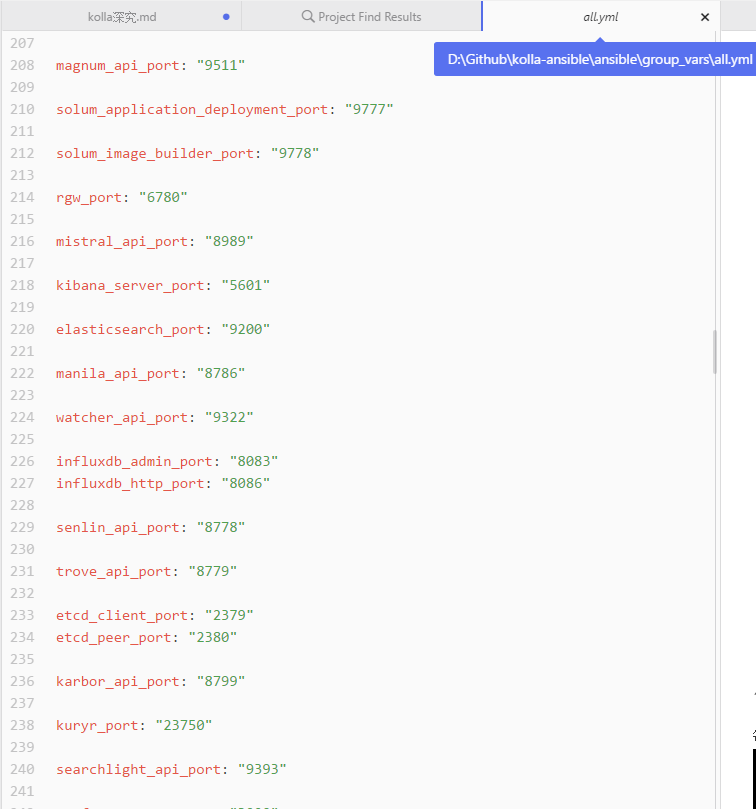 kolla深究.md
Project Find Results
all.yml
D:\Github\kolla-ansible\ansible\group_vars\all.yml
207
208 magnum_api_port: "9511"
209
210 solum_application_deployment_port: "9777"
211
212 solum_image_builder_port: "9778"
213
214 rgw_port: "6780"
215
216 mistral_api_port: "8989"
217
218 kibana_server_port: "5601"
219
220 elasticsearch_port: "9200"
221
222 manila_api_port: "8786"
223
224 watcher_api_port: "9322"
225
226 influxdb_admin_port: "8083"
227 influxdb_http_port: "8086"
228
229 senlin_api_port: "8778"
230
231 trove_api_port: "8779"
232
233 etcd_client_port: "2379"
234 etcd_peer_port: "2380"
235
236 karbor_api_port: "8799"
237
238 kuryr_port: "23750"
239
240 searchlight_api_port: "9393"
241